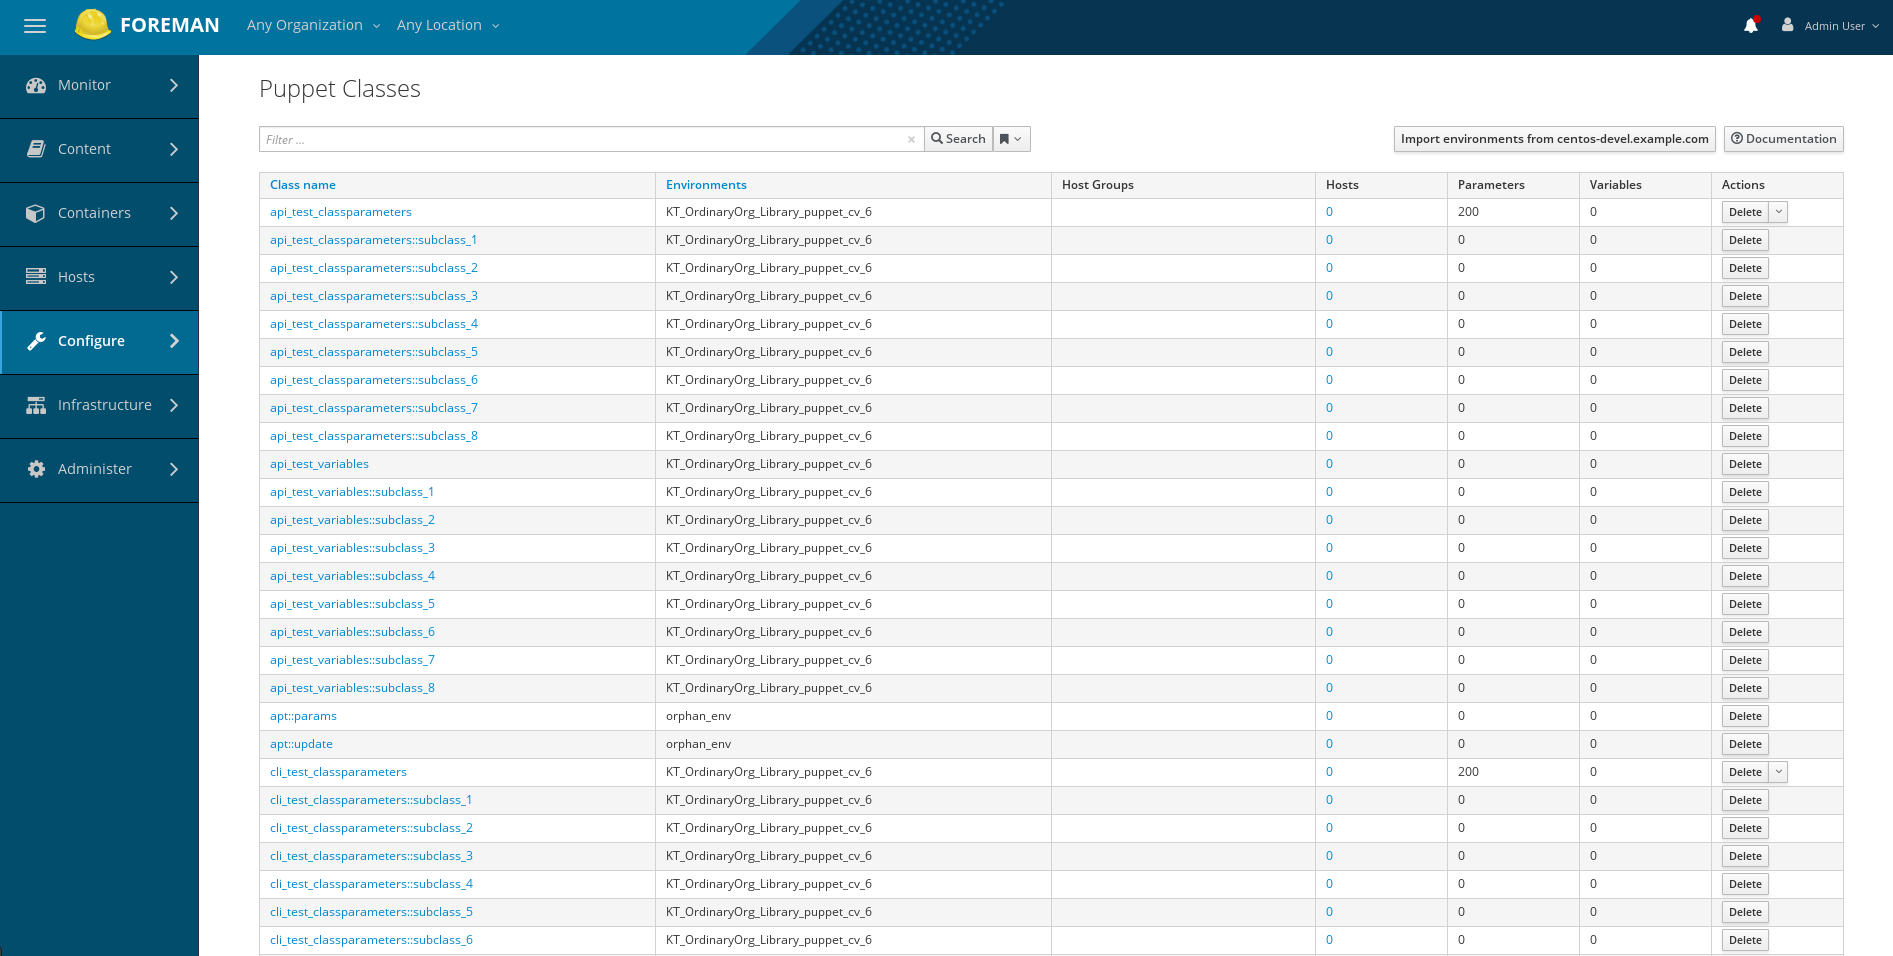 FOREMAN Any Organization Any Location Admin User
Monitor
Content
Containers
Hosts
Configure
Infrastructure
Administer
Puppet Classes
Filter ... × Search Import environments from centos-devel.example.com Documentation
Class name Environments Host Groups Hosts Parameters Variables Actions
api_test_classparameters KT_OrdinaryOrg_Library_puppet_cv_6 0 200 0 Delete
api_test_classparameters::subclass_1 KT_OrdinaryOrg_Library_puppet_cv_6 0 0 0 Delete
api_test_classparameters::subclass_2 KT_OrdinaryOrg_Library_puppet_cv_6 0 0 0 Delete
api_test_classparameters::subclass_3 KT_OrdinaryOrg_Library_puppet_cv_6 0 0 0 Delete
api_test_classparameters::subclass_4 KT_OrdinaryOrg_Library_puppet_cv_6 0 0 0 Delete
api_test_classparameters::subclass_5 KT_OrdinaryOrg_Library_puppet_cv_6 0 0 0 Delete
api_test_classparameters::subclass_6 KT_OrdinaryOrg_Library_puppet_cv_6 0 0 0 Delete
api_test_classparameters::subclass_7 KT_OrdinaryOrg_Library_puppet_cv_6 0 0 0 Delete
api_test_classparameters::subclass_8 KT_OrdinaryOrg_Library_puppet_cv_6 0 0 0 Delete
api_test_variables KT_OrdinaryOrg_Library_puppet_cv_6 0 0 0 Delete
api_test_variables::subclass_1 KT_OrdinaryOrg_Library_puppet_cv_6 0 0 0 Delete
api_test_variables::subclass_2 KT_OrdinaryOrg_Library_puppet_cv_6 0 0 0 Delete
api_test_variables::subclass_3 KT_OrdinaryOrg_Library_puppet_cv_6 0 0 0 Delete
api_test_variables::subclass_4 KT_OrdinaryOrg_Library_puppet_cv_6 0 0 0 Delete
api_test_variables::subclass_5 KT_OrdinaryOrg_Library_puppet_cv_6 0 0 0 Delete
api_test_variables::subclass_6 KT_OrdinaryOrg_Library_puppet_cv_6 0 0 0 Delete
api_test_variables::subclass_7 KT_OrdinaryOrg_Library_puppet_cv_6 0 0 0 Delete
api_test_variables::subclass_8 KT_OrdinaryOrg_Library_puppet_cv_6 0 0 0 Delete
apt::params orphan_env 0 0 0 Delete
apt::update orphan_env 0 0 0 Delete
cli_test_classparameters KT_OrdinaryOrg_Library_puppet_cv_6 0 200 0 Delete
cli_test_classparameters::subclass_1 KT_OrdinaryOrg_Library_puppet_cv_6 0 0 0 Delete
cli_test_classparameters::subclass_2 KT_OrdinaryOrg_Library_puppet_cv_6 0 0 0 Delete
cli_test_classparameters::subclass_3 KT_OrdinaryOrg_Library_puppet_cv_6 0 0 0 Delete
cli_test_classparameters::subclass_4 KT_OrdinaryOrg_Library_puppet_cv_6 0 0 0 Delete
cli_test_classparameters::subclass_5 KT_OrdinaryOrg_Library_puppet_cv_6 0 0 0 Delete
cli_test_classparameters::subclass_6 KT_OrdinaryOrg_Library_puppet_cv_6 0 0 0 Delete